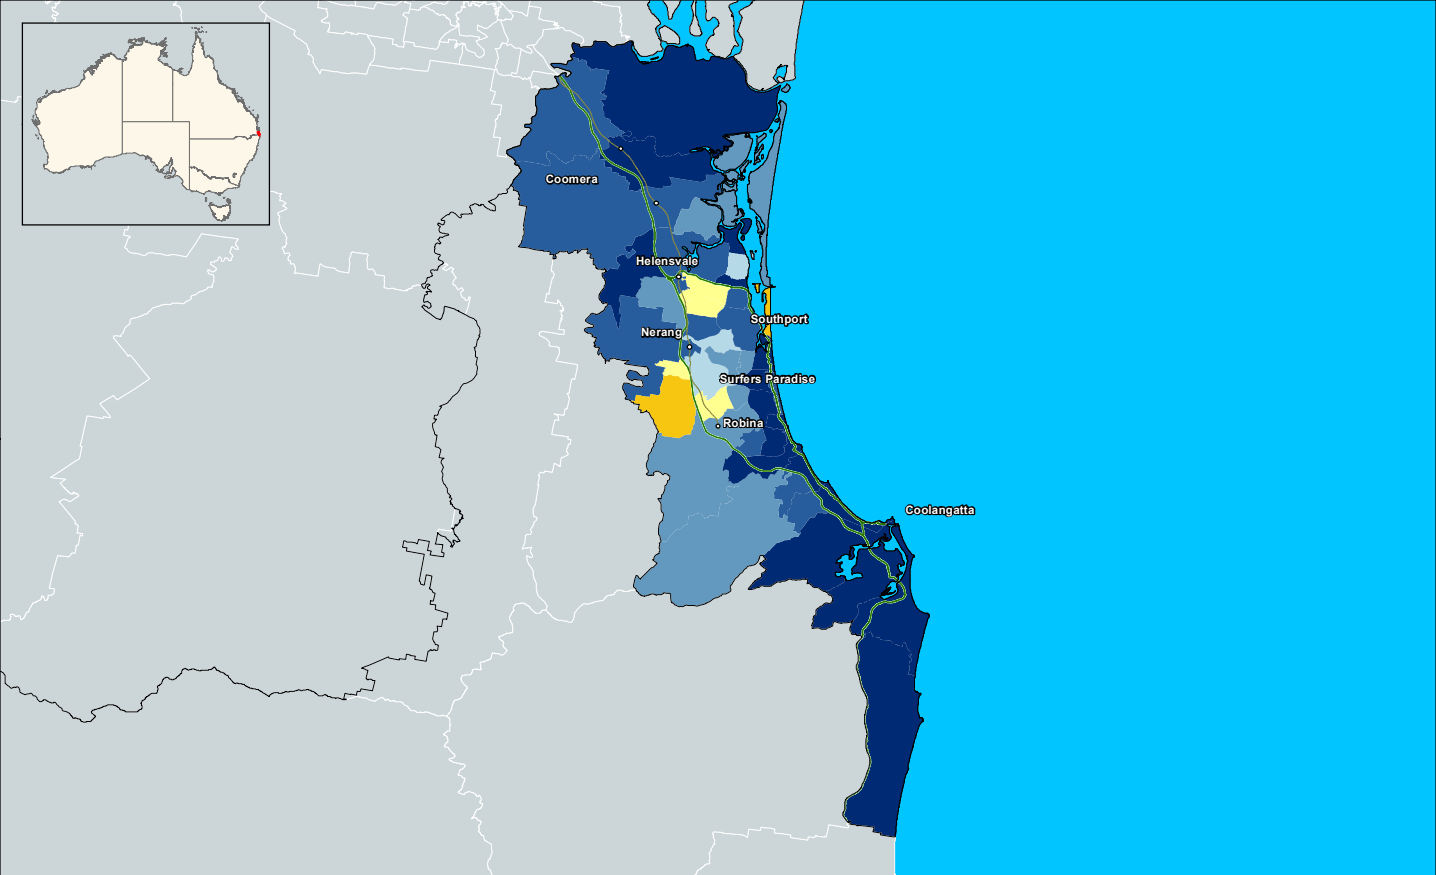 Coomera
Helensvale
Southport
Nerang
Surfers Paradise
Robina
Coolangatta